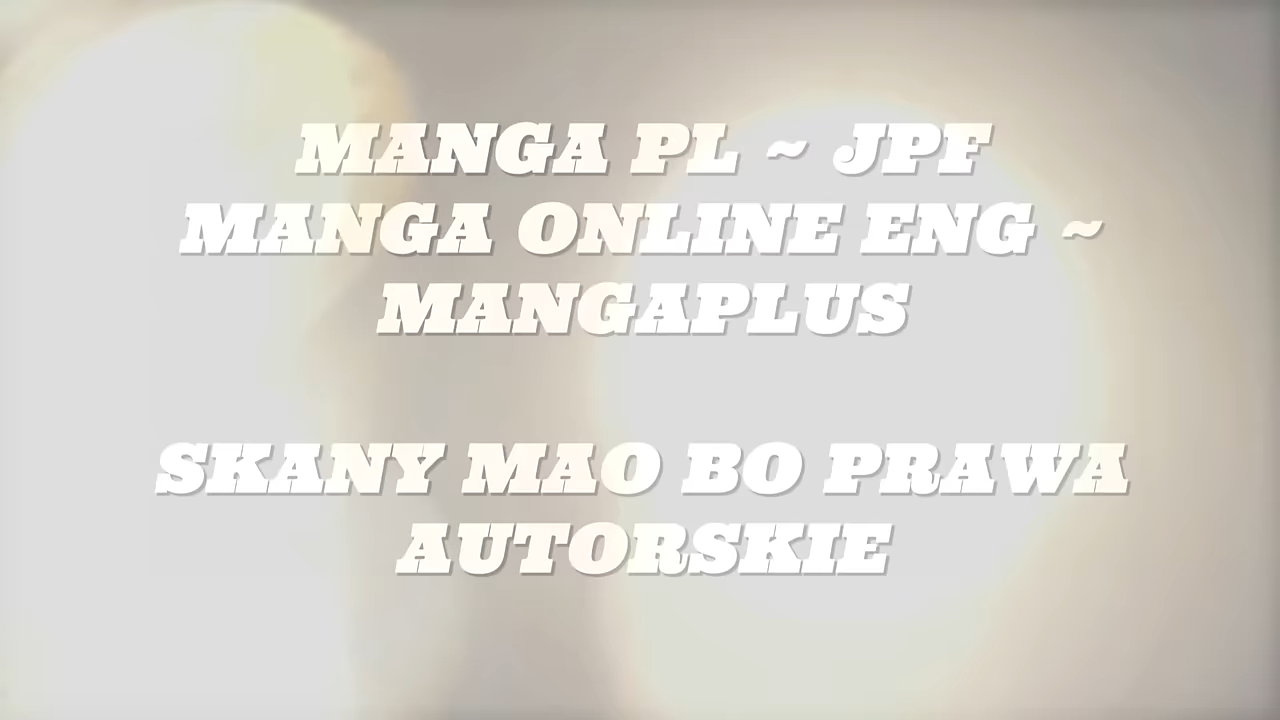 MANGA PL ~ JPF
MANGA ONLINE ENG ~
MANGAPLUS
SKANY MAO BO PRAWA
AUTORSKIE